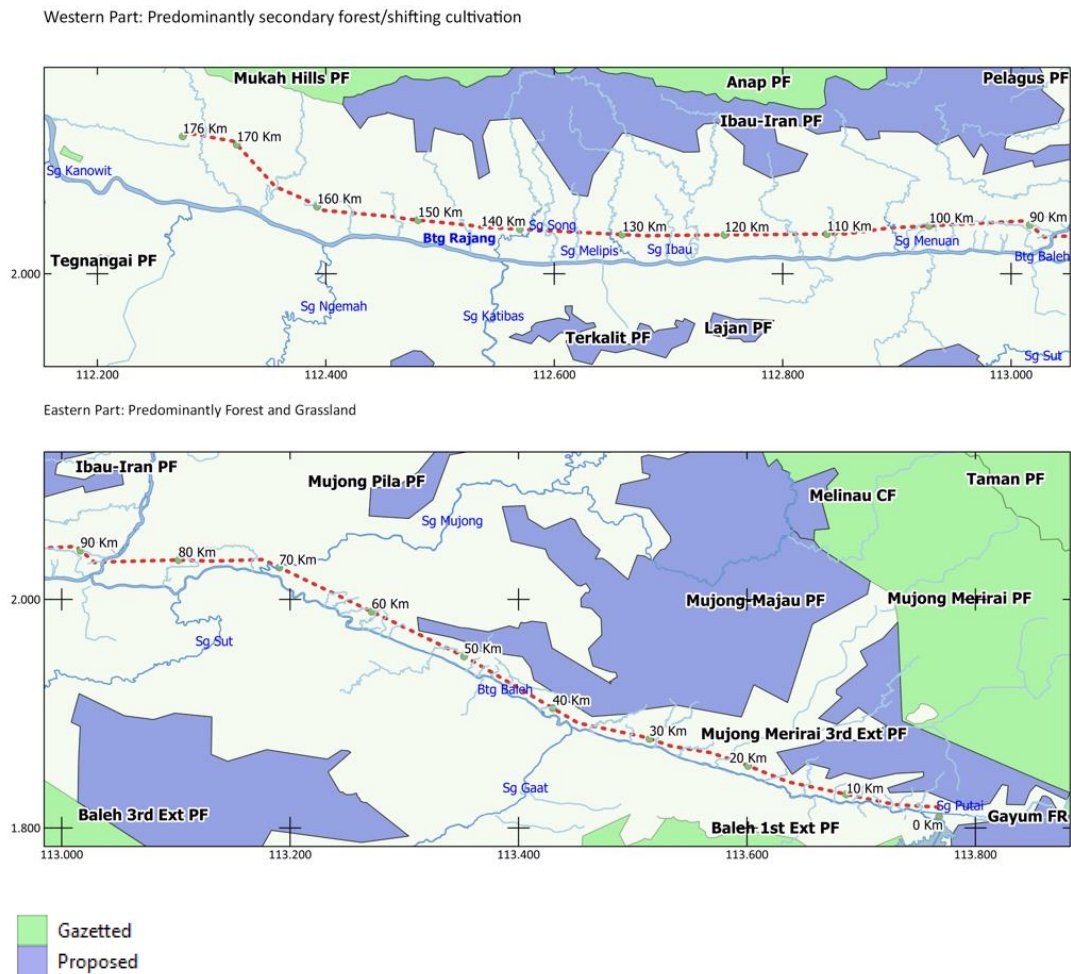 Western Part: Predominantly secondary forest/shifting cultivation
Mukah Hills PF
Anap PF
Pelagus PF
Ibau-Iran PF
176 Km
170 Km
Sg Kanowit
160 Km
150 Km
140 Km
Sg Song
130 Km
120 Km
110 Km
100 Km
90 Km
Btg Rajang
Sg Melipis
Sg Ibau
Sg Menuan
Btg Baleh
Tegnangai PF
2.000
Sg Ngemah
Sg Katibas
Terkalit PF
Lajan PF
Sg Sut
112.200
112.400
112.600
112.800
113.000
Eastern Part: Predominantly Forest and Grassland
Ibau-Iran PF
Mujong Pila PF
Taman PF
Melinau CF
Sg Mujong
90 Km
80 Km
70 Km
2.000
60 Km
Mujong-Majau PF
Mujong Merirai PF
Sg Sut
50 Km
Btg Baleh
40 Km
30 Km
Mujong Merirai 3rd Ext PF
20 Km
Sg Gaat
10 Km
Sg Putai
Baleh 3rd Ext PF
Baleh 1st Ext PF
0 Km
Gayum FR
1.800
113.000
113.200
113.400
113.600
113.800
Gazetted
Proposed